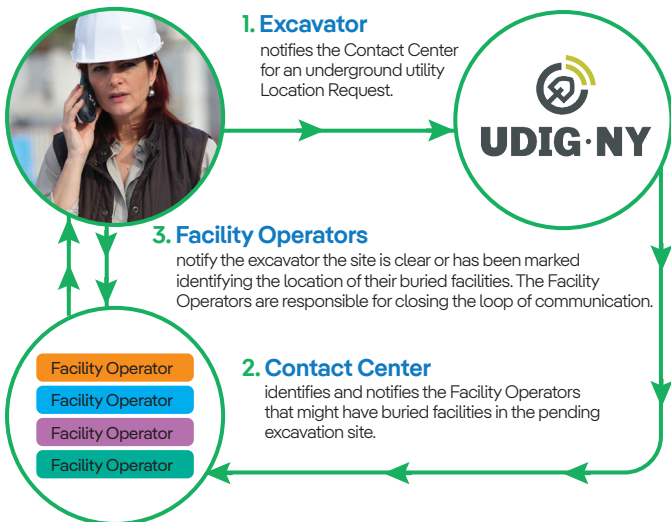 1. Excavator
notifies the Contact Center
for an underground utility
Location Request.
UDIG·NY
3. Facility Operators
notify the excavator the site is clear or has been marked
identifying the location of their buried facilities. The Facility
Operators are responsible for closing the loop of communication.
2. Contact Center
identifies and notifies the Facility Operators
that might have buried facilities in the pending
excavation site.
Facility Operator
Facility Operator
Facility Operator
Facility Operator